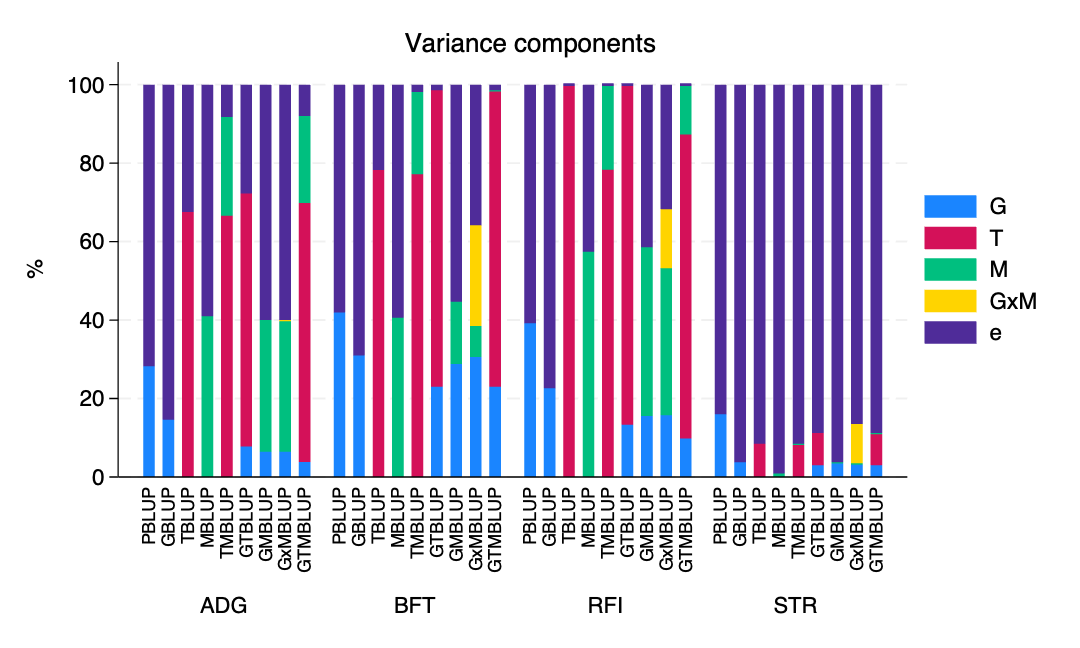 Variance components
%
100
80
60
40
20
0
PBLUP GBLUP TBLUP MBLUP TMBLUP GTBLUP GMBLUP GxMBLUP GTMBLUP
PBLUP GBLUP TBLUP MBLUP TMBLUP GTBLUP GMBLUP GxMBLUP GTMBLUP
PBLUP GBLUP TBLUP MBLUP TMBLUP GTBLUP GMBLUP GxMBLUP GTMBLUP
PBLUP GBLUP TBLUP MBLUP TMBLUP GTBLUP GMBLUP GxMBLUP GTMBLUP
ADG BFT RFI STR
G
T
M
GxM
e